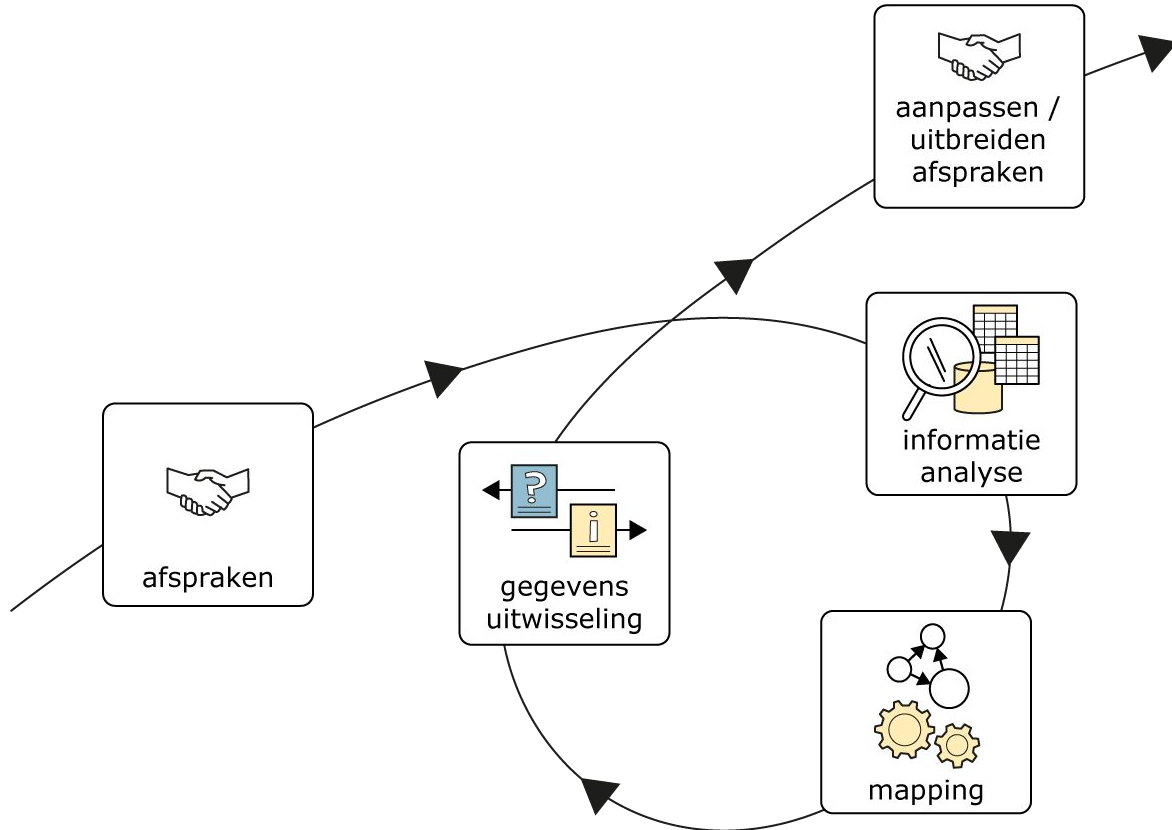 aanpassen /
uitbreiden
afspraken
informatie
analyse
afspraken
?
i
gegevens
uitwisseling
mapping